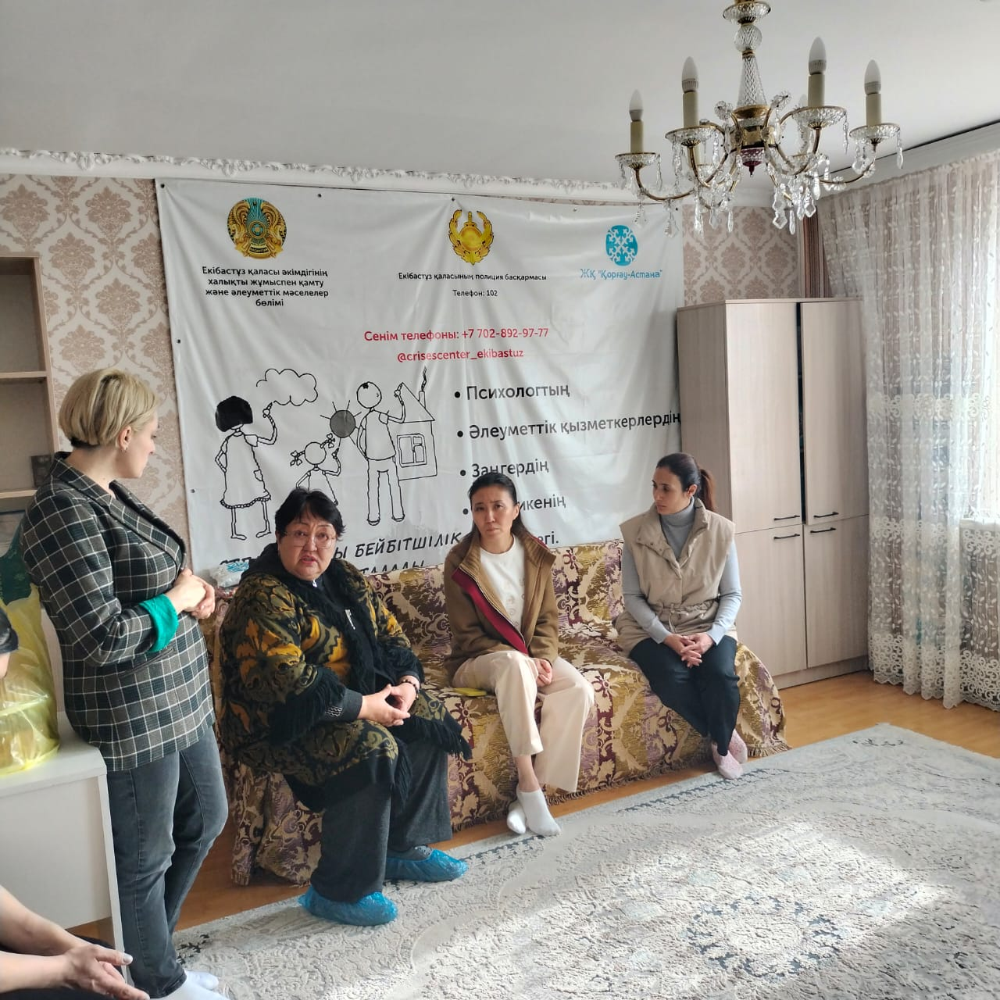 Екібастұз қаласы әкімдігінің
халықты жұмыспен қамту
және әлеуметтік мәселелер
бөлімі
Екібастұз қаласының полиция басқармасы
Телефон: 102
ЖҚ "Қорғау-Астана"
Сенім телефоны: +7 702-892-97-77
@crisescenter_ekibastuz
• Психологтың
• Әлеуметтік қызметкерлердің
• Заңгердің
БЕЙБІТШІЛІК